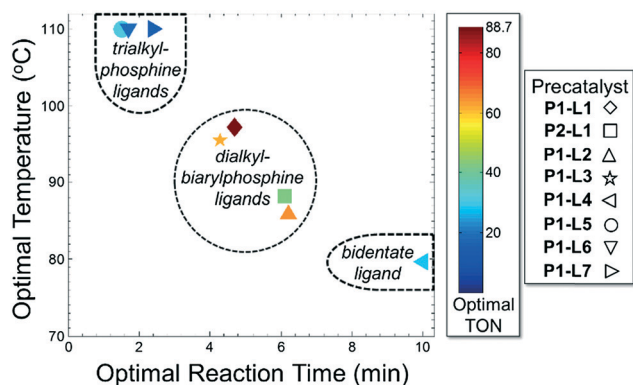 Optimal Temperature (ºC)
110
100
90
80
70
trialkyl-
phosphine
ligands
dialkyl-
biarylphosphine
ligands
bidentate
ligand
0
2
4
6
8
10
Optimal Reaction Time (min)
88.7
80
60
40
20
Optimal
TON
Precatalyst
P1-L1
P2-L1
P1-L2
P1-L3
P1-L4
P1-L5
P1-L6
P1-L7